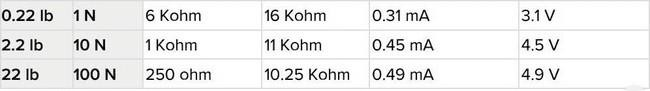 0.22 lb 1 N 6 Kohm 16 Kohm 0.31 mA 3.1 V
2.2 lb 10 N 1 Kohm 11 Kohm 0.45 mA 4.5 V
22 lb 100 N 250 ohm 10.25 Kohm 0.49 mA 4.9 V